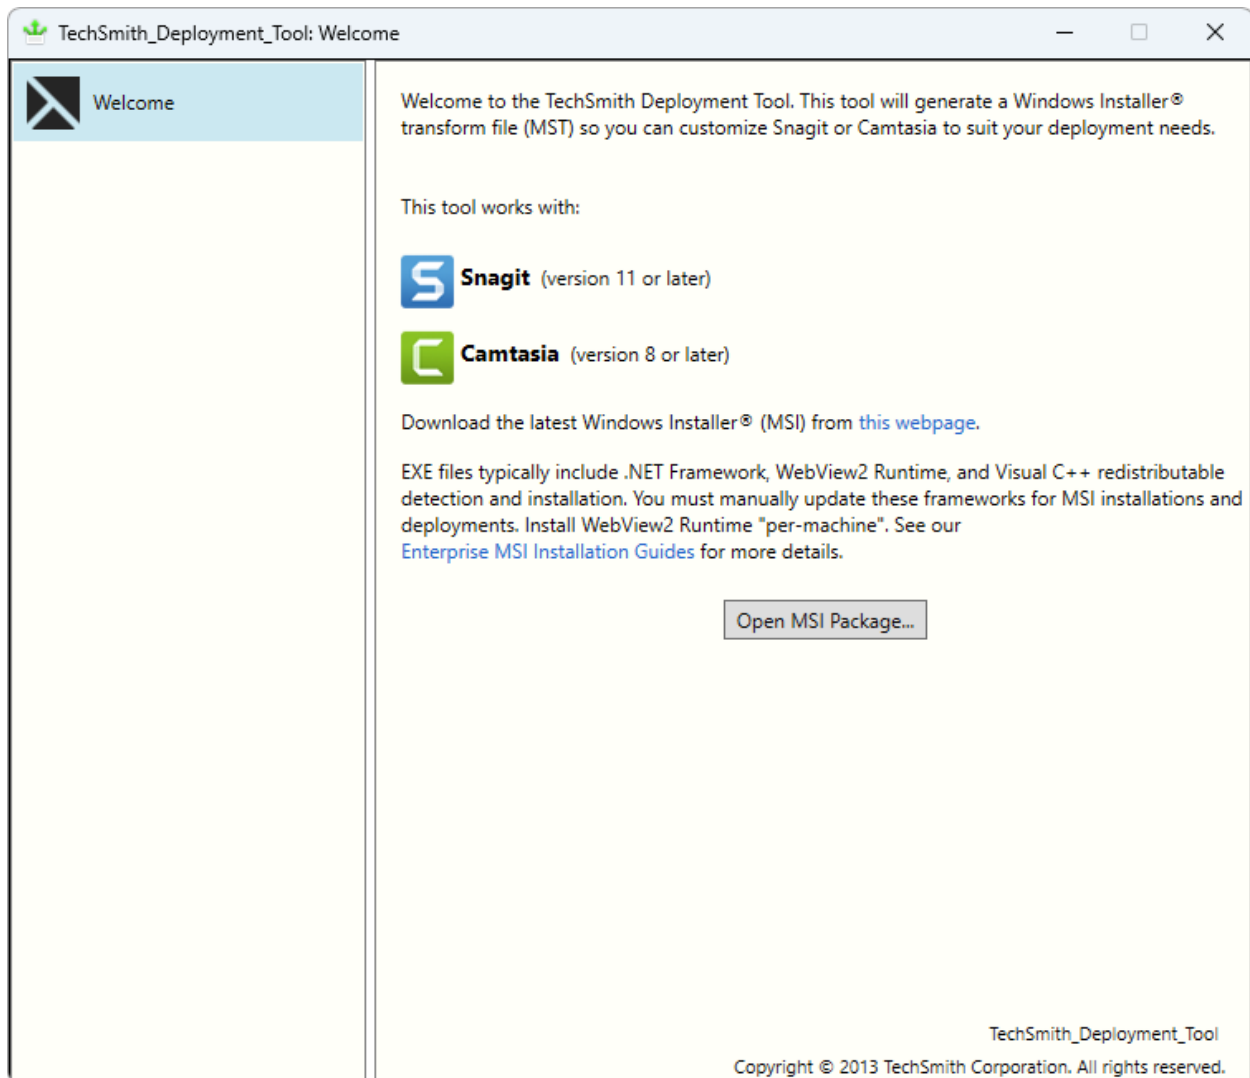 TechSmith_Deployment_Tool: Welcome
Welcome
Welcome to the TechSmith Deployment Tool. This tool will generate a Windows Installer®
transform file (MST) so you can customize Snagit or Camtasia to suit your deployment needs.
This tool works with:
Snagit (version 11 or later)
Camtasia (version 8 or later)
Download the latest Windows Installer® (MSI) from this webpage.
EXE files typically include .NET Framework, WebView2 Runtime, and Visual C++ redistributable
detection and installation. You must manually update these frameworks for MSI installations and
deployments. Install WebView2 Runtime "per-machine". See our
Enterprise MSI Installation Guides for more details.
Open MSI Package...
TechSmith_Deployment_Tool
Copyright © 2013 TechSmith Corporation. All rights reserved.